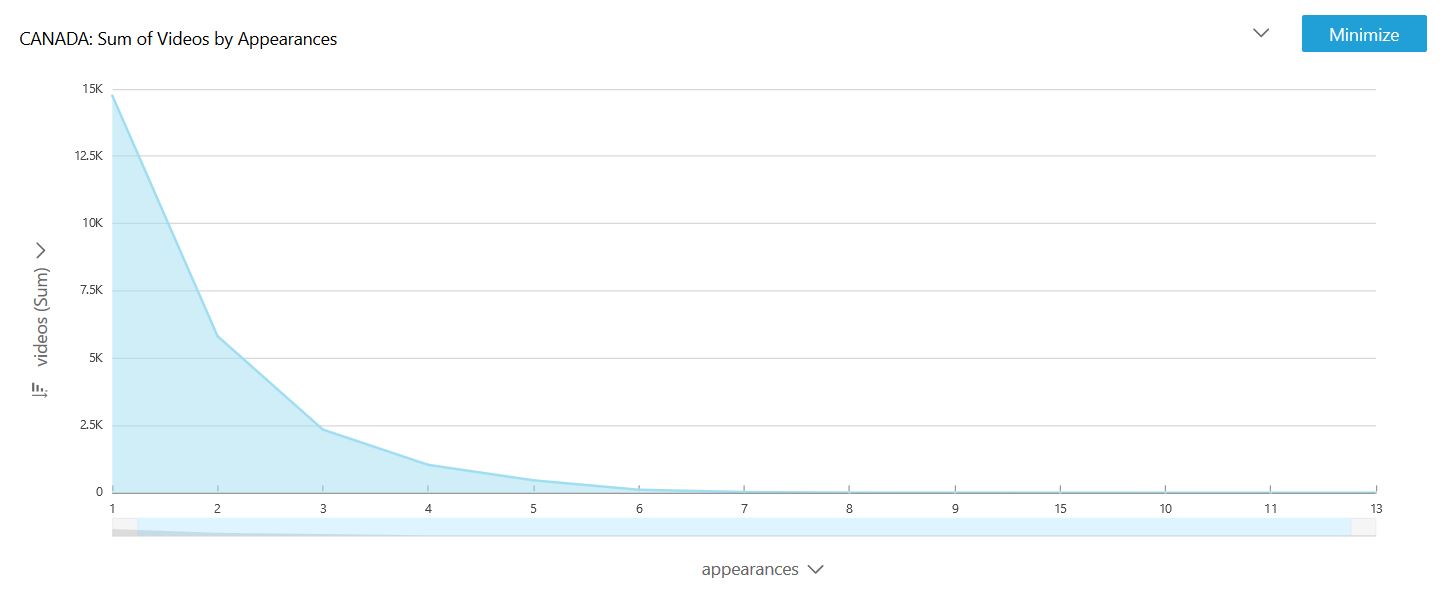 CANADA: Sum of Videos by Appearances
Minimize
15K
12.5K
10K
7.5K
5K
2.5K
0
videos (Sum)
1 2 3 4 5 6 7 8 9 15 10 11 13
appearances